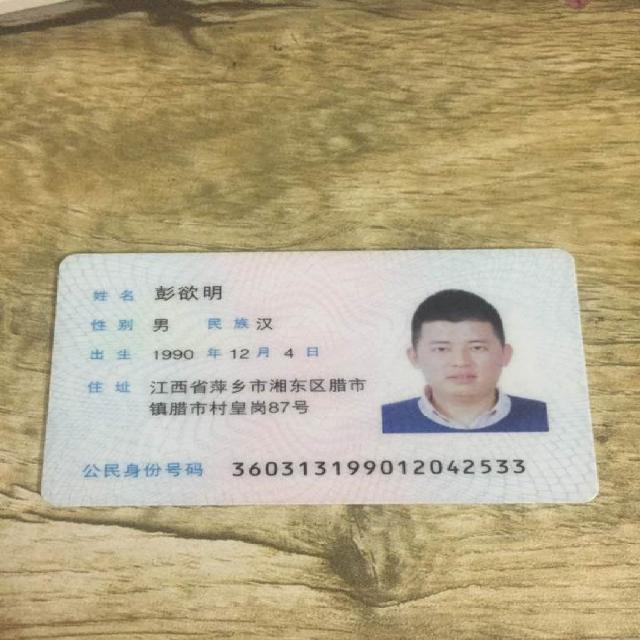 姓名 彭欲明
性别 男 民族 汉
出生 1990 年 12 月 4 日
住址 江西省萍乡市湘东区腊市
镇腊市村皇岗87号
公民身份号码 360313199012042533